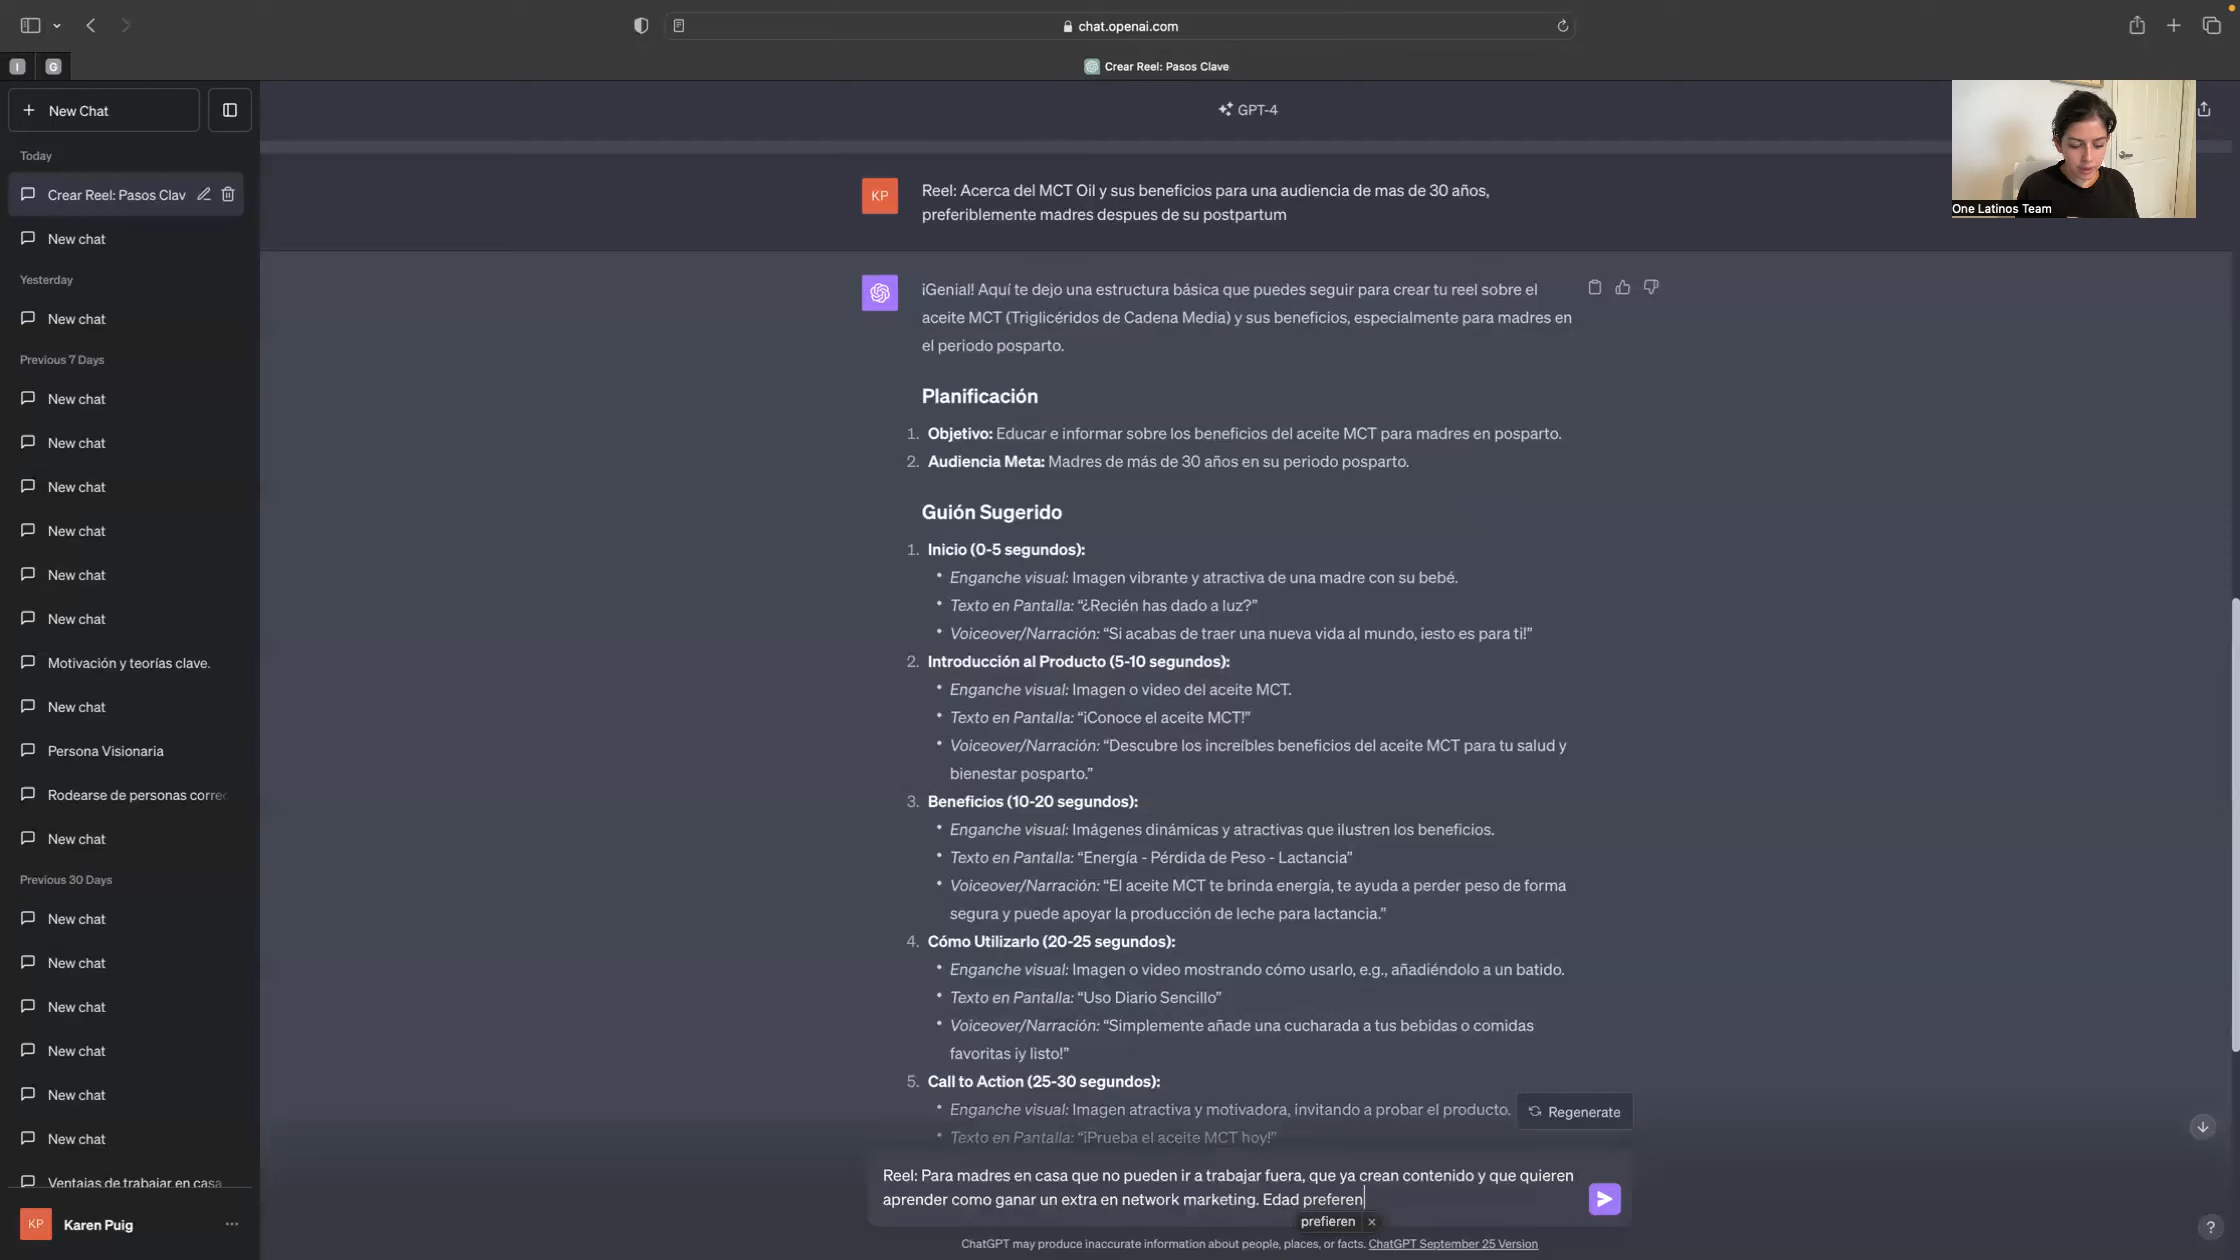 chat.openai.com
I
G
Crear Reel: Pasos Clave
New Chat
Today
Crear Reel: Pasos Clav
New chat
Yesterday
New chat
Previous 7 Days
New chat
New chat
New chat
New chat
New chat
New chat
Motivación y teorías clave.
New chat
Persona Visionaria
Rodearse de personas correc
New chat
Previous 30 Days
New chat
New chat
New chat
New chat
New chat
New chat
Ventajas de trabajar en casa
KP
Karen Puig
GPT-4
One Latinos Team
KP
Reel: Acerca del MCT Oil y sus beneficios para una audiencia de mas de 30 años,
preferiblemente madres despues de su postpartum
¡Genial! Aquí te dejo una estructura básica que puedes seguir para crear tu reel sobre el
aceite MCT (Triglicéridos de Cadena Media) y sus beneficios, especialmente para madres en
el periodo posparto.
Planificación
1. Objetivo: Educar e informar sobre los beneficios del aceite MCT para madres en posparto.
2. Audiencia Meta: Madres de más de 30 años en su periodo posparto.
Guión Sugerido
1. Inicio (0-5 segundos):
• Enganche visual: Imagen vibrante y atractiva de una madre con su bebé.
• Texto en Pantalla: “¿Recién has dado a luz?”
• Voiceover/Narración: “Si acabas de traer una nueva vida al mundo, ¡esto es para ti!”
2. Introducción al Producto (5-10 segundos):
• Enganche visual: Imagen o video del aceite MCT.
• Texto en Pantalla: “¡Conoce el aceite MCT!”
• Voiceover/Narración: “Descubre los increíbles beneficios del aceite MCT para tu salud y
bienestar posparto.”
3. Beneficios (10-20 segundos):
• Enganche visual: Imágenes dinámicas y atractivas que ilustren los beneficios.
• Texto en Pantalla: “Energía - Pérdida de Peso - Lactancia”
• Voiceover/Narración: “El aceite MCT te brinda energía, te ayuda a perder peso de forma
segura y puede apoyar la producción de leche para lactancia.”
4. Cómo Utilizarlo (20-25 segundos):
• Enganche visual: Imagen o video mostrando cómo usarlo, e.g., añadiéndolo a un batido.
• Texto en Pantalla: “Uso Diario Sencillo”
• Voiceover/Narración: “Simplemente añade una cucharada a tus bebidas o comidas
favoritas ¡y listo!”
5. Call to Action (25-30 segundos):
• Enganche visual: Imagen atractiva y motivadora, invitando a probar el producto.
• Texto en Pantalla: “¡Prueba el aceite MCT hoy!”
Regenerate
Reel: Para madres en casa que no pueden ir a trabajar fuera, que ya crean contenido y que quieren
aprender como ganar un extra en network marketing. Edad preferen
prefieren ×
ChatGPT may produce inaccurate information about people, places, or facts. ChatGPT September 25 Version
?